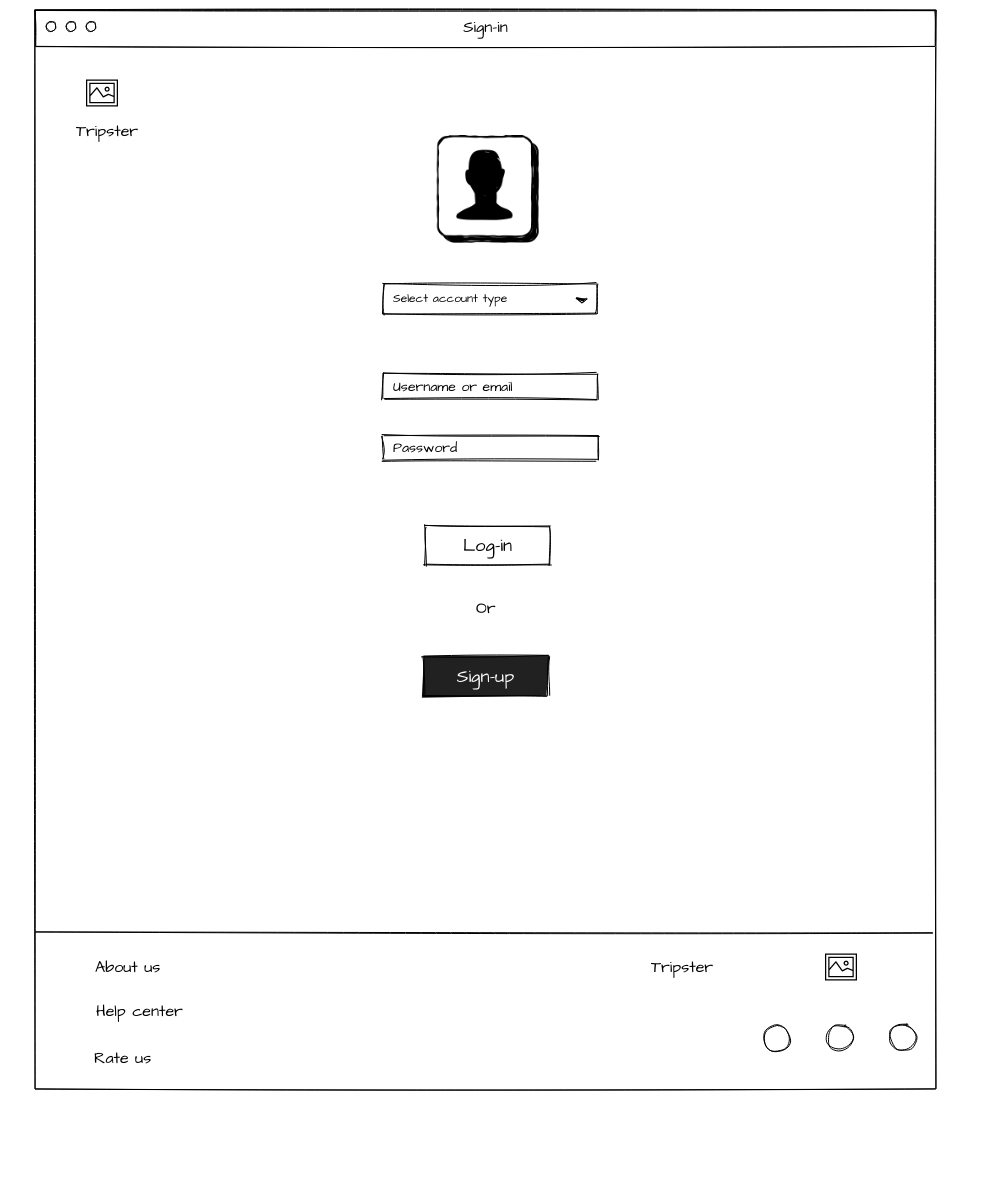 Sign-in
Tripster
Select account type
Username or email
Password
Log-in
Or
Sign-up
About us
Tripster
Help center
Rate us